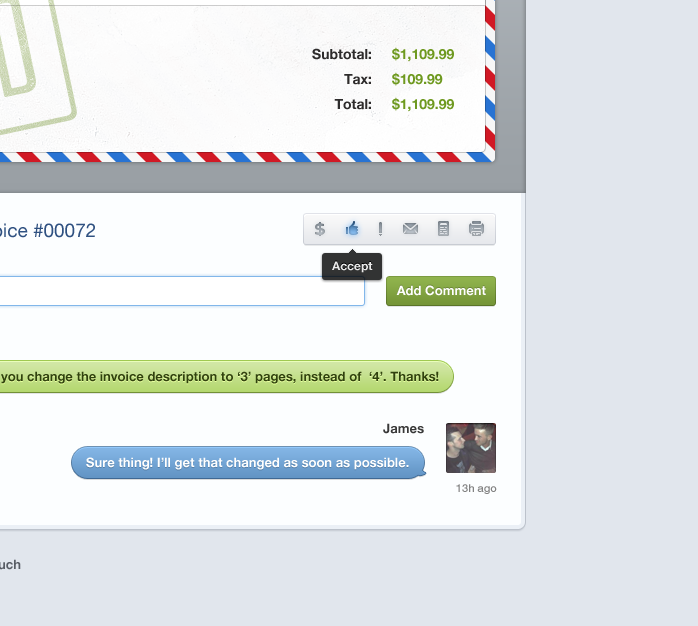 Subtotal: $1,109.99
Tax: $109.99
Total: $1,109.99
oice #00072
Accept
Add Comment
you change the invoice description to ‘3’ pages, instead of ‘4’. Thanks!
James
Sure thing! I’ll get that changed as soon as possible.
13h ago
uch